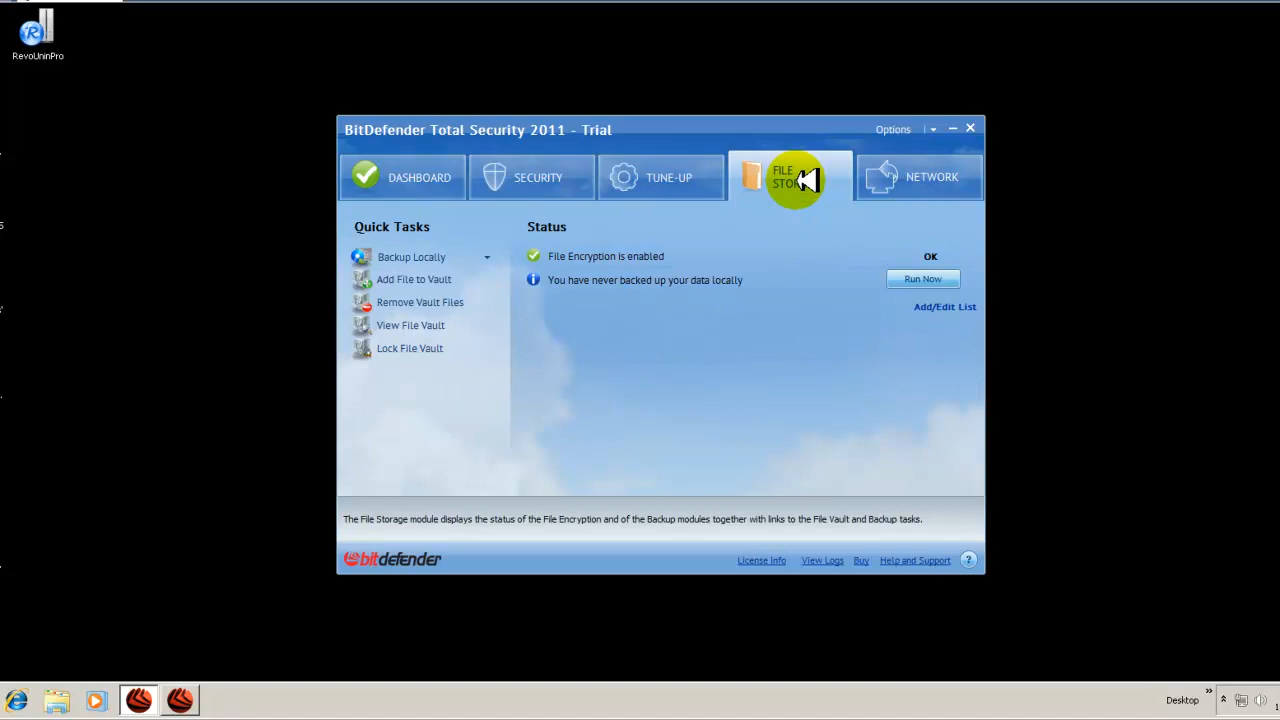 RevoUninPro
BitDefender Total Security 2011 - Trial
Options
DASHBOARD
SECURITY
TUNE-UP
FILE
STO
NETWORK
Quick Tasks
Backup Locally
Add File to Vault
Remove Vault Files
View File Vault
Lock File Vault
Status
File Encryption is enabled
OK
You have never backed up your data locally
Run Now
Add/Edit List
The File Storage module displays the status of the File Encryption and of the Backup modules together with links to the File Vault and Backup tasks.
bitdefender
License Info
View Logs
Buy
Help and Support
?
Desktop